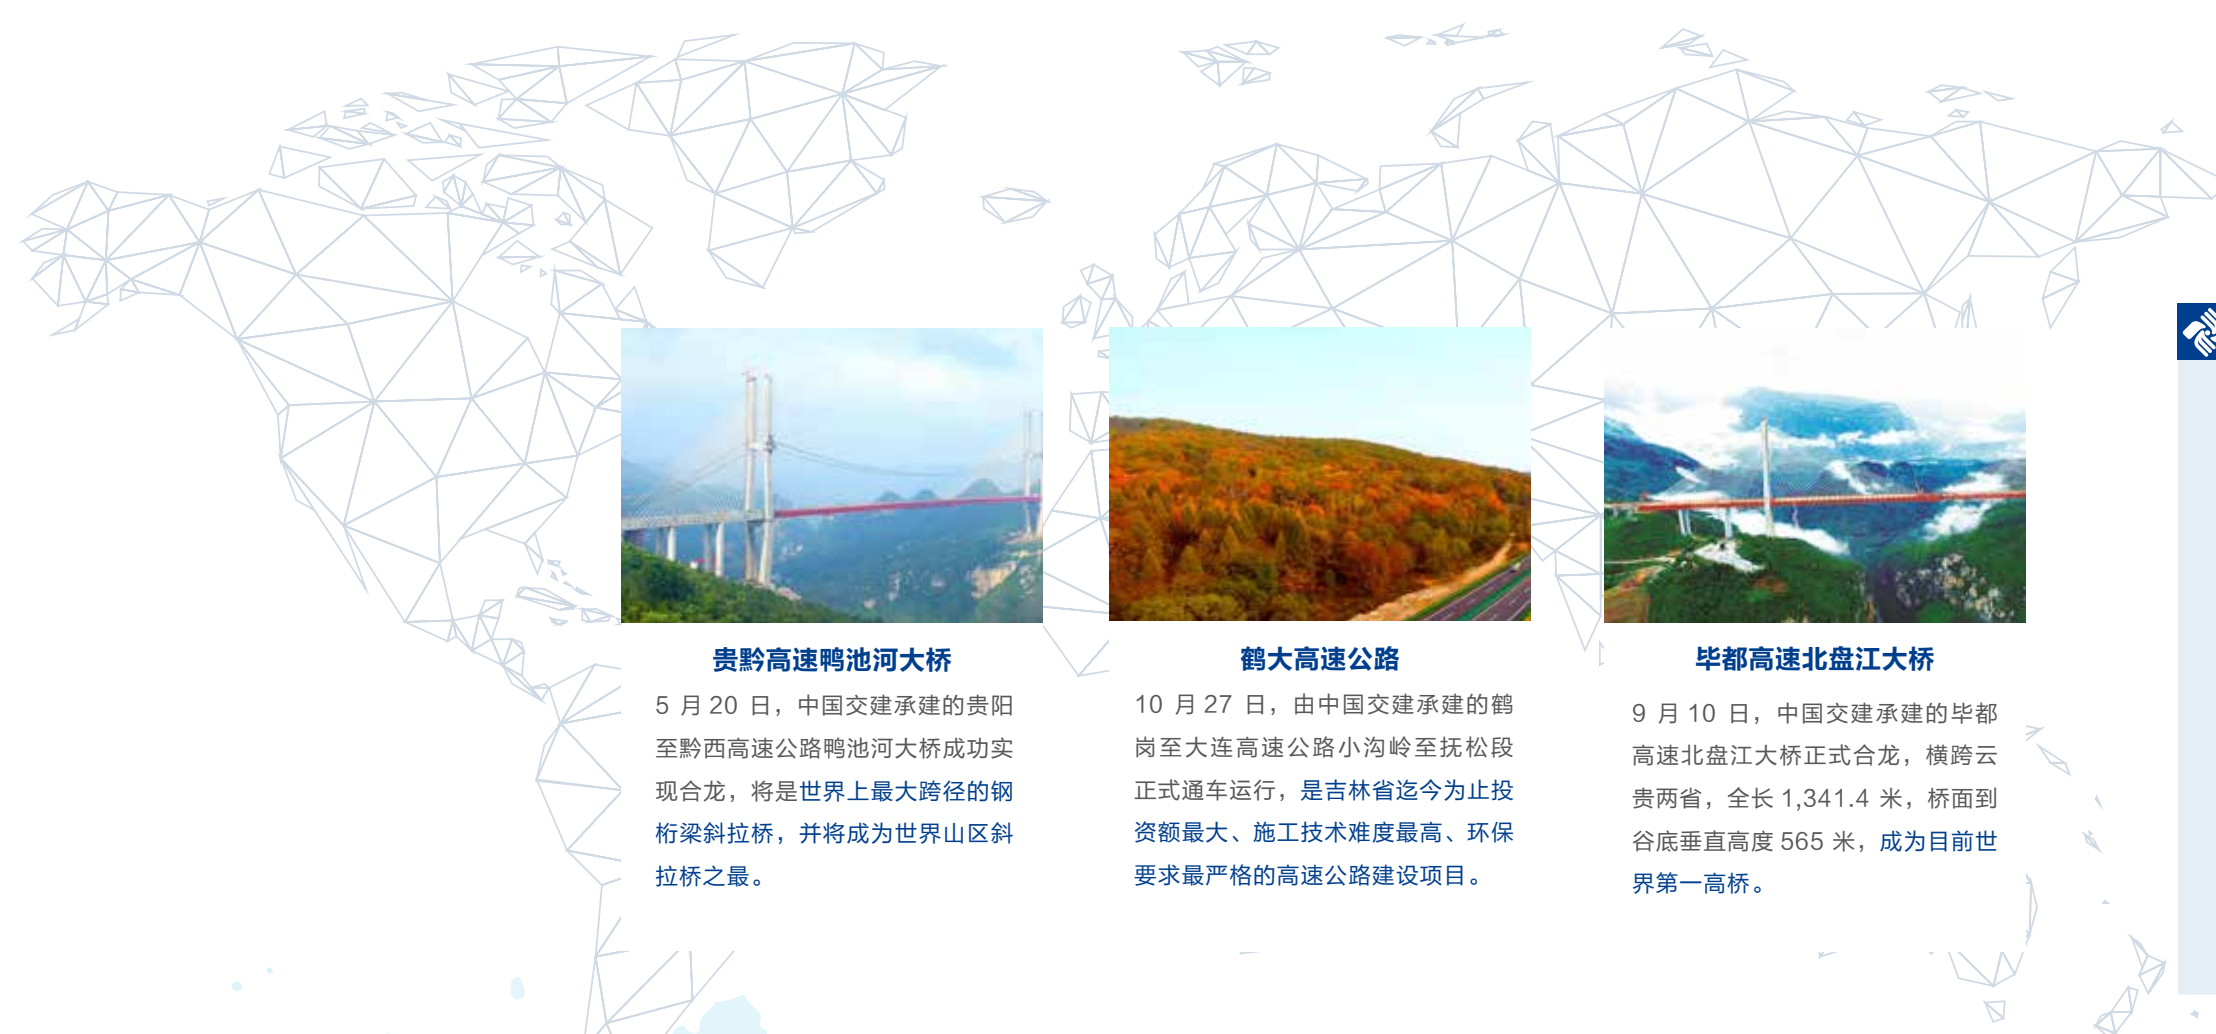 贵黔高速鸭池河大桥
5 月 20 日，中国交建承建的贵阳
至黔西高速公路鸭池河大桥成功实
现合龙，将是世界上最大跨径的钢
桁梁斜拉桥，并将成为世界山区斜
拉桥之最。
鹤大高速公路
10 月 27 日，由中国交建承建的鹤
岗至大连高速公路小沟岭至抚松段
正式通车运行，是吉林省迄今为止投
资额最大、施工技术难度最高、环保
要求最严格的高速公路建设项目。
毕都高速北盘江大桥
9 月 10 日，中国交建承建的毕都
高速北盘江大桥正式合龙，横跨云
贵两省，全长 1,341.4 米，桥面到
谷底垂直高度 565 米，成为目前世
界第一高桥。